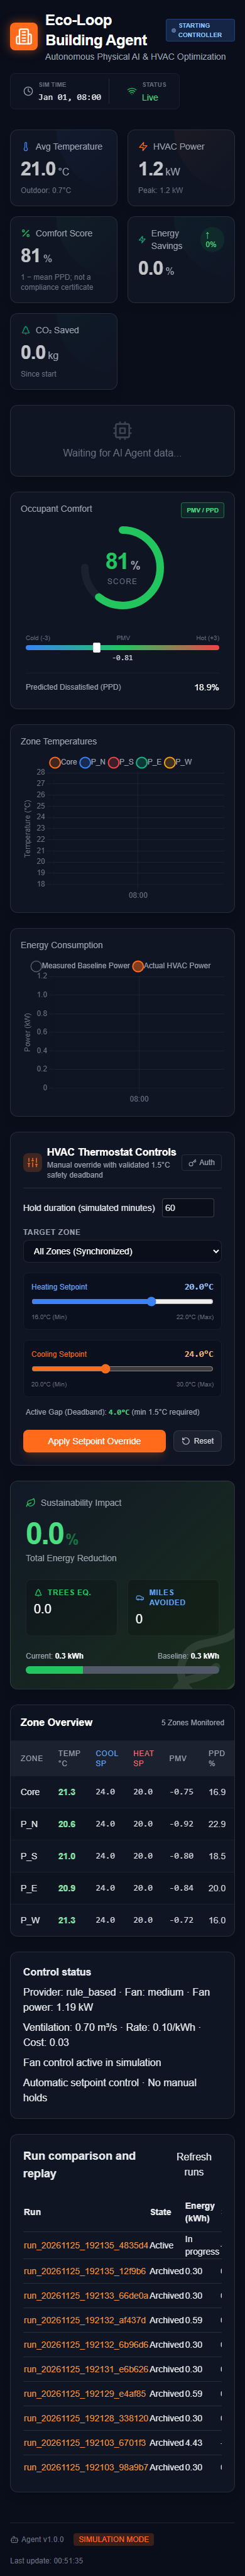 Eco-Loop
Building Agent
STARTING
CONTROLLER
Autonomous Physical AI & HVAC Optimization
SIM TIME
Jan 01, 08:00
STATUS
Live
Avg Temperature
21.0 °C
Outdoor: 0.7°C
HVAC Power
1.2 kW
Peak: 1.2 kW
Comfort Score
81 %
1 − mean PPD; not a
compliance certificate
Energy
Savings
↑
0%
0.0 %
CO₂ Saved
0.0 kg
Since start
Waiting for AI Agent data...
Occupant Comfort
PMV / PPD
81 %
SCORE
Cold (-3)
PMV
Hot (+3)
-0.81
Predicted Dissatisfied (PPD)
18.9%
Zone Temperatures
Core P_N P_S P_E P_W
28
27
26
25
24
23
22
21
20
19
18
Temperature (°C)
08:00
Energy Consumption
Measured Baseline Power Actual HVAC Power
1.2
1.0
0.8
0.6
0.4
0.2
0
Power (kW)
08:00
HVAC Thermostat Controls
Manual override with validated 1.5°C
safety deadband
Auth
Hold duration (simulated minutes) 60
TARGET ZONE
All Zones (Synchronized)
Heating Setpoint 20.0°C
16.0°C (Min) 22.0°C (Max)
Cooling Setpoint 24.0°C
20.0°C (Min) 30.0°C (Max)
Active Gap (Deadband): 4.0°C (min 1.5°C required)
Apply Setpoint Override
Reset
Sustainability Impact
0.0 %
Total Energy Reduction
TREES EQ.
0.0
MILES
AVOIDED
0
Current: 0.3 kWh Baseline: 0.3 kWh
Zone Overview 5 Zones Monitored
ZONE TEMP °C COOL SP HEAT SP PMV PPD %
Core 21.3 24.0 20.0 -0.75 16.9
P_N 20.6 24.0 20.0 -0.92 22.9
P_S 21.0 24.0 20.0 -0.80 18.5
P_E 20.9 24.0 20.0 -0.84 20.0
P_W 21.3 24.0 20.0 -0.72 16.0
Control status
Provider: rule_based · Fan: medium · Fan
power: 1.19 kW
Ventilation: 0.70 m³/s · Rate: 0.10/kWh ·
Cost: 0.03
Fan control active in simulation
Automatic setpoint control · No manual
holds
Run comparison and
replay
Refresh
runs
Run State Energy (kWh)
run_20261125_192135_4835d4 Active In progress
run_20261125_192135_12f9b6 Archived 0.30
run_20261125_192133_66de0a Archived 0.30
run_20261125_192132_af437d Archived 0.59
run_20261125_192132_6b96d6 Archived 0.30
run_20261125_192131_e6b626 Archived 0.30
run_20261125_192129_e4af85 Archived 0.59
run_20261125_192128_338120 Archived 0.30
run_20261125_192103_6701f3 Archived 4.43
run_20261125_192103_98a9b7 Archived 0.30
Agent v1.0.0
SIMULATION MODE
Last update: 00:51:35